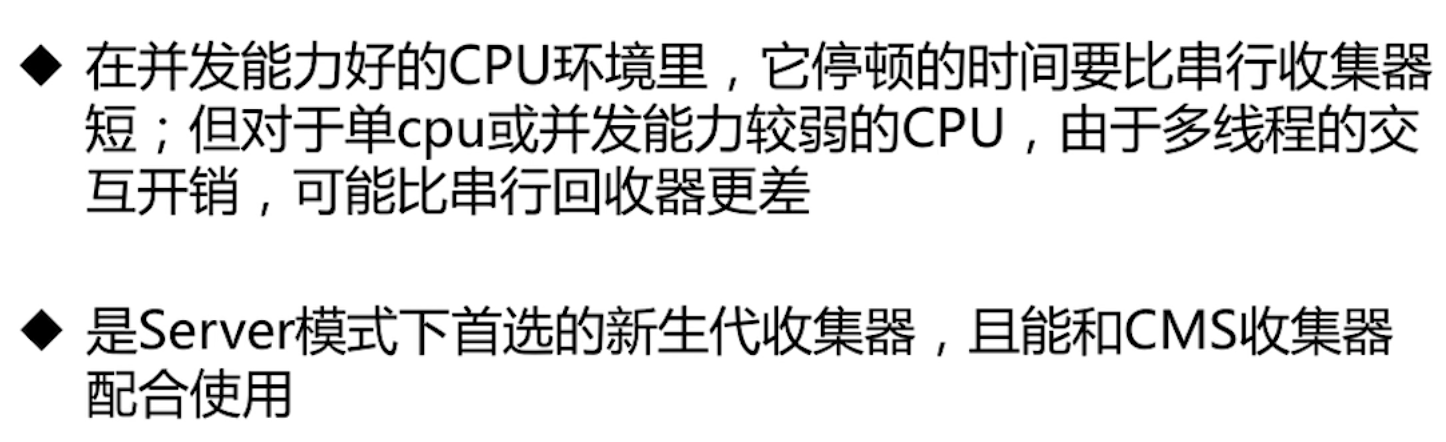 ◆ 在并发能力好的CPU环境里，它停顿的时间要比串行收集器
短；但对于单cpu或并发能力较弱的CPU，由于多线程的交
互开销，可能比串行回收器更差
◆ 是Server模式下首选的新生代收集器，且能和CMS收集器
配合使用